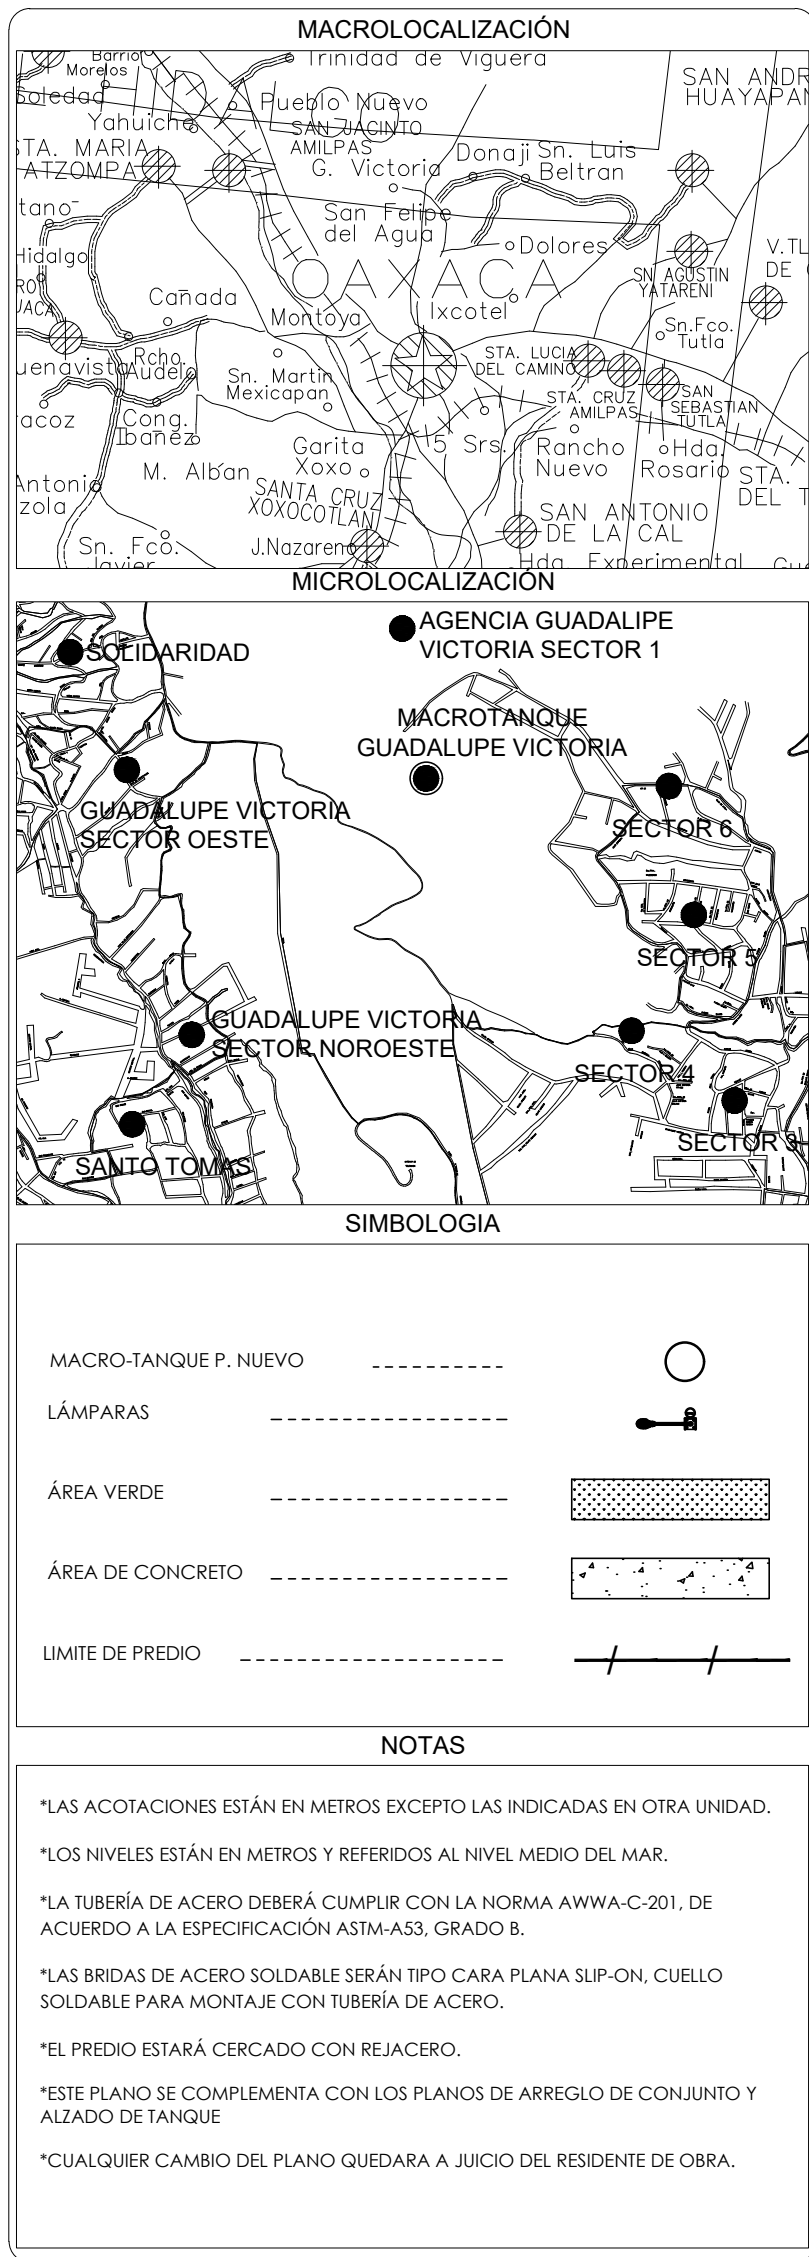 MACROLOCALIZACIÓN
Barrio
Morelos
Trinidad de Viguera
SAN ANDR
HUAYAPAN
Soledad
Pueblo Nuevo
Yahuiche
SAN JACINTO
AMILPAS
STA. MARIA
ATZOMPA
G. Victoria
Donaji
Sn. Luis
Beltran
tano
San Felipe
del Agua
Dolores
Hidalgo
SN AGUSTIN
YATARENI
V.TL
DE
OAXACA
Cañada
Montoya
Ixcotel
Sn.Fco.
Tutla
uenavista
Rcho.
Audelo
Sn. Martin
Mexicapan
STA. LUCIA
DEL CAMINO
STA. CRUZ
AMILPAS
SAN
SEBASTIAN
TUTLA
racoz
Cong.
Ibañez
Garita
Xoxo
5 Srs.
Rancho
Nuevo
Hda.
Rosario
STA.
DEL T
M. Albán
Antonio
zola
SANTA CRUZ
XOXOCOTLAN
SAN ANTONIO
DE LA CAL
Sn. Fco.
Javier
J.Nazareno
Hda. Experimental
MICROLOCALIZACIÓN
AGENCIA GUADALIPE
VICTORIA SECTOR 1
SOLIDARIDAD
MACROTANQUE
GUADALUPE VICTORIA
GUADALUPE VICTORIA
SECTOR OESTE
SECTOR 6
SECTOR 5
GUADALUPE VICTORIA
SECTOR NOROESTE
SECTOR 4
SECTOR 3
SANTO TOMAS
SIMBOLOGIA
MACRO-TANQUE P. NUEVO
LÁMPARAS
ÁREA VERDE
ÁREA DE CONCRETO
LIMITE DE PREDIO
NOTAS
*LAS ACOTACIONES ESTÁN EN METROS EXCEPTO LAS INDICADAS EN OTRA UNIDAD.
*LOS NIVELES ESTÁN EN METROS Y REFERIDOS AL NIVEL MEDIO DEL MAR.
*LA TUBERÍA DE ACERO DEBERÁ CUMPLIR CON LA NORMA AWWA-C-201, DE
ACUERDO A LA ESPECIFICACIÓN ASTM-A53, GRADO B.
*LAS BRIDAS DE ACERO SOLDABLE SERÁN TIPO CARA PLANA SLIP-ON, CUELLO
SOLDABLE PARA MONTAJE CON TUBERÍA DE ACERO.
*EL PREDIO ESTARÁ CERCADO CON REJACERO.
*ESTE PLANO SE COMPLEMENTA CON LOS PLANOS DE ARREGLO DE CONJUNTO Y
ALZADO DE TANQUE
*CUALQUIER CAMBIO DEL PLANO QUEDARA A JUICIO DEL RESIDENTE DE OBRA.